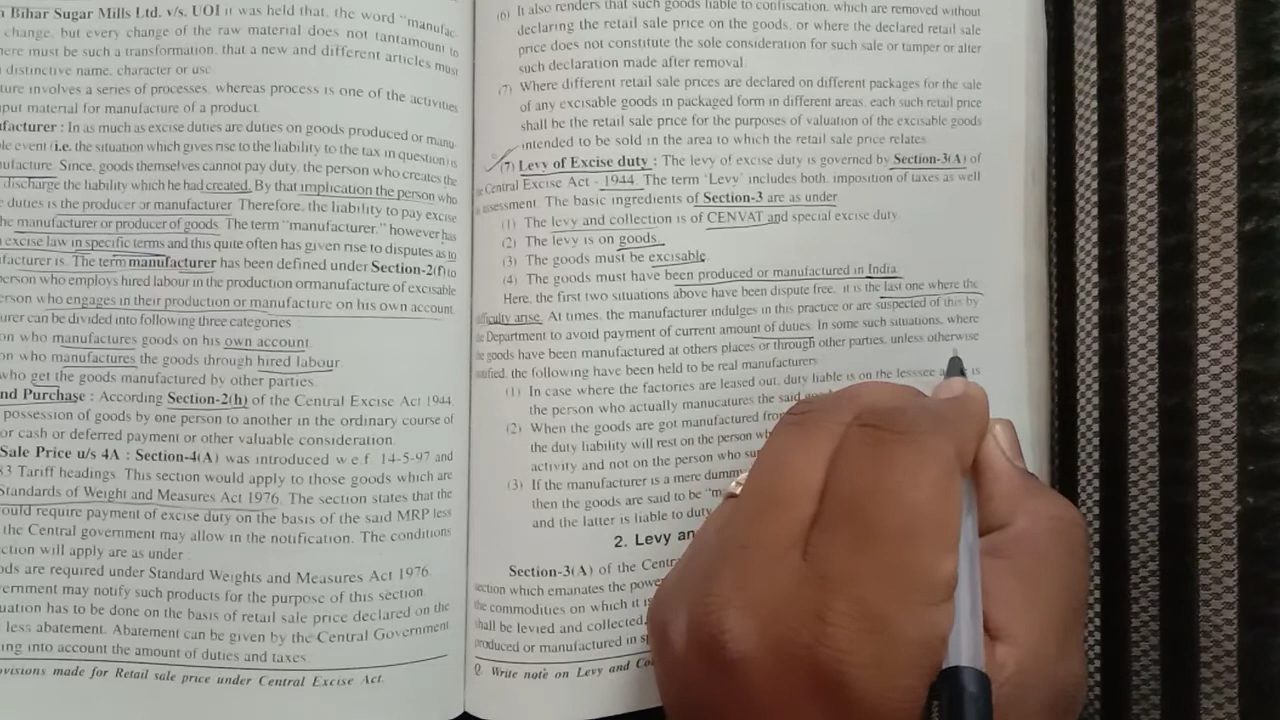 n Bihar Sugar Mills Ltd. v/s. UOI it was held that, the word "manufac-
change, but every change of the raw material does not tantamount to
here must be such a transformation, that a new and different articles must
distinctive name, character or use.
ture involves a series of processes, whereas process is one of the activities
put material for manufacture of a product.
ufacturer : In as much as excise duties are duties on goods produced or manu-
le event (i.e. the situation which gives rise to the liability to the tax in question) is
nufacture. Since, goods themselves cannot pay duty, the person who creates the
discharge the liability which he had created. By that implication the person who
e duties is the producer or manufacturer. Therefore, the liability to pay excise
he manufacturer or producer of goods. The term "manufacturer," however has
excise law in specific terms and this quite often has given rise to disputes as to
ufacturer is. The term manufacturer has been defined under Section-2(f) to
person who employs hired labour in the production ormanufacture of excisable
erson who engages in their production or manufacture on his own account.
urer can be divided into following three categories
on who manufactures goods on his own account.
on who manufactures the goods through hired labour.
who get the goods manufactured by other parties.
nd Purchase : According Section-2(h) of the Central Excise Act 1944
possession of goods by one person to another in the ordinary course of
or cash or deferred payment or other valuable consideration.
Sale Price u/s 4A : Section-4(A) was introduced w.e.f. 14-5-97 and
83 Tariff headings. This section would apply to those goods which are
Standards of Weight and Measures Act 1976. The section states that the
ould require payment of excise duty on the basis of the said MRP less
the Central government may allow in the notification. The conditions
ction will apply are as under :
ods are required under Standard Weights and Measures Act 1976.
vernment may notify such products for the purpose of this section.
uation has to be done on the basis of retail sale price declared on the
less abatement. Abatement can be given by the Central Government
ing into account the amount of duties and taxes.
ovisions made for Retail sale price under Central Excise Act.
(6) It also renders that such goods liable to confiscation, which are removed without
declaring the retail sale price on the goods, or where the declared retail sale
price does not constitute the sole consideration for such sale or tamper or alter
such declaration made after removal.
(7) Where different retail sale prices are declared on different packages for the sale
of any excisable goods in packaged form in different areas, each such retail price
shall be the retail sale price for the purposes of valuation of the excisable goods
intended to be sold in the area to which the retail sale price relates.
(7) Levy of Excise duty : The levy of excise duty is governed by Section-3(A) of
Central Excise Act - 1944. The term 'Levy' includes both, imposition of taxes as well
assessment. The basic ingredients of Section-3 are as under
(1) The levy and collection is of CENVAT and special excise duty.
(2) The levy is on goods.
(3) The goods must be excisable.
(4) The goods must have been produced or manufactured in India.
Here, the first two situations above have been dispute free, it is the last one where the
difficulty arise. At times, the manufacturer indulges in this practice or are suspected of this by
the Department to avoid payment of current amount of duties. In some such situations, where
the goods have been manufactured at others places or through other parties, unless otherwise
notified, the following have been held to be real manufacturers.
(1) In case where the factories are leased out, duty liable is on the lesssee is
the person who actually manucatures the said
(2) When the goods are got manufactured from
the duty liability will rest on the person wh
activity and not on the person who su
(3) If the manufacturer is a mere dumm
then the goods are said to be "m
and the latter is liable to duty
2. Levy an
Section-3(A) of the Centr
section which emanates the power
the commodities on which it is
shall be levied and collected,
produced or manufactured in s
Q. Write note on Levy and Col